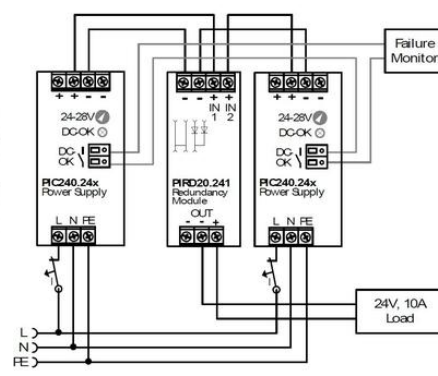 Failure
Monitor
+ + - -
24-28V
DC-OK
DC-
OK
PIC240.24x
Power Supply
L N PE
- - + +
IN IN
1 2
PIRD20.241
Redundancy
Module
OUT
- - +
+ + - -
24-28V
DC-OK
DC-
OK
PIC240.24x
Power Supply
L N PE
24V, 10A
Load
L
N
PE